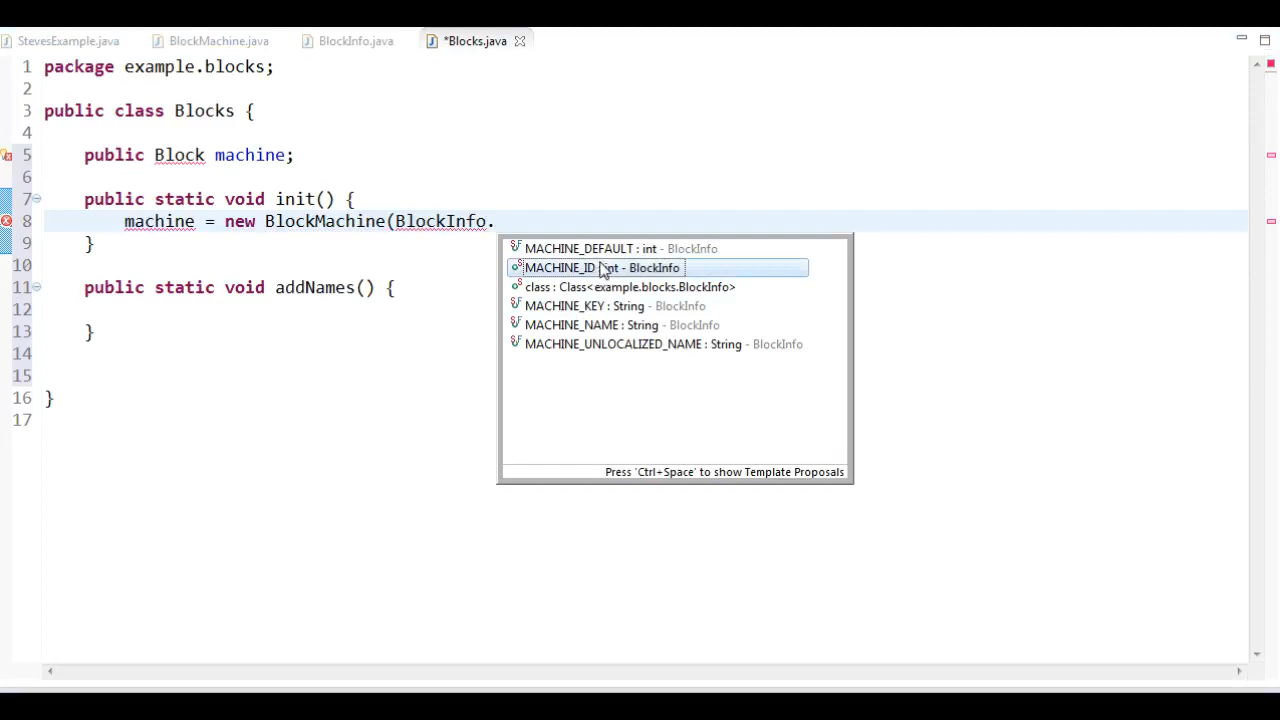 StevesExample.java BlockMachine.java BlockInfo.java *Blocks.java
1 package example.blocks;
2
3 public class Blocks {
4
5 public Block machine;
6
7 public static void init() {
8 machine = new BlockMachine(BlockInfo.
9 }
10
11 public static void addNames() {
12
13 }
14
15
16 }
17
MACHINE_DEFAULT : int - BlockInfo
MACHINE_ID : int - BlockInfo
class : Class<example.blocks.BlockInfo>
MACHINE_KEY : String - BlockInfo
MACHINE_NAME : String - BlockInfo
MACHINE_UNLOCALIZED_NAME : String - BlockInfo
Press 'Ctrl+Space' to show Template Proposals